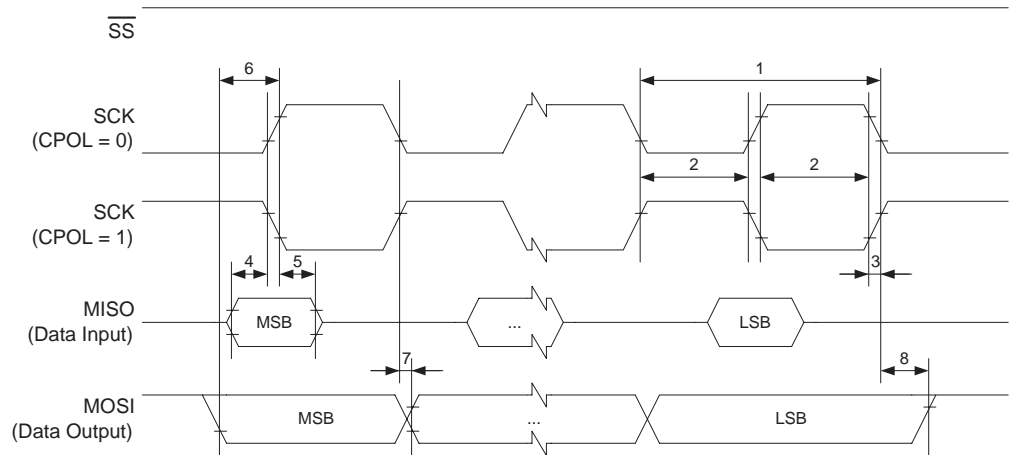 SS
6
1
SCK
(CPOL = 0)
2
2
SCK
(CPOL = 1)
4
5
3
MISO
(Data Input)
MSB
...
LSB
7
8
MOSI
(Data Output)
MSB
...
LSB